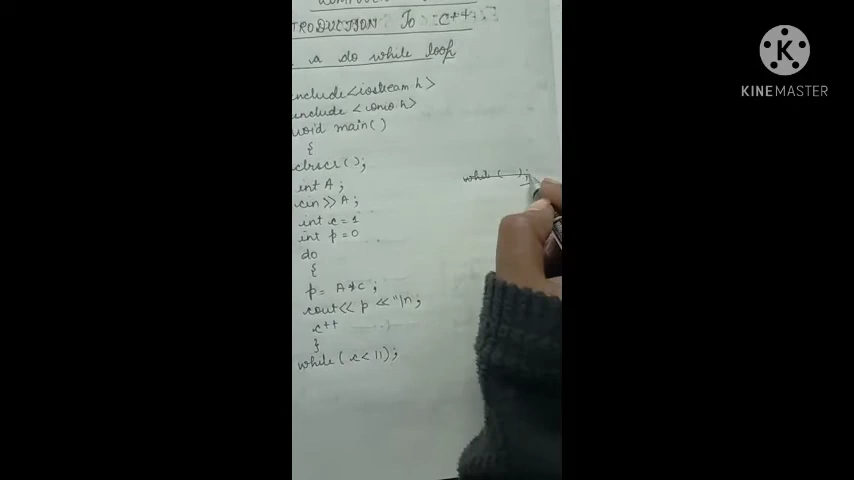 TRODUCTION To C++
a do while loop
include<iostream.h>
include <conio.h>
void main()
{
clrscr();
int A;
cin >> A;
int c = 1
int p = 0
do
{
p = A*c ;
cout<< p << "\n;
c++
}
while( c < 11);
while ( );
K
KINEMASTER